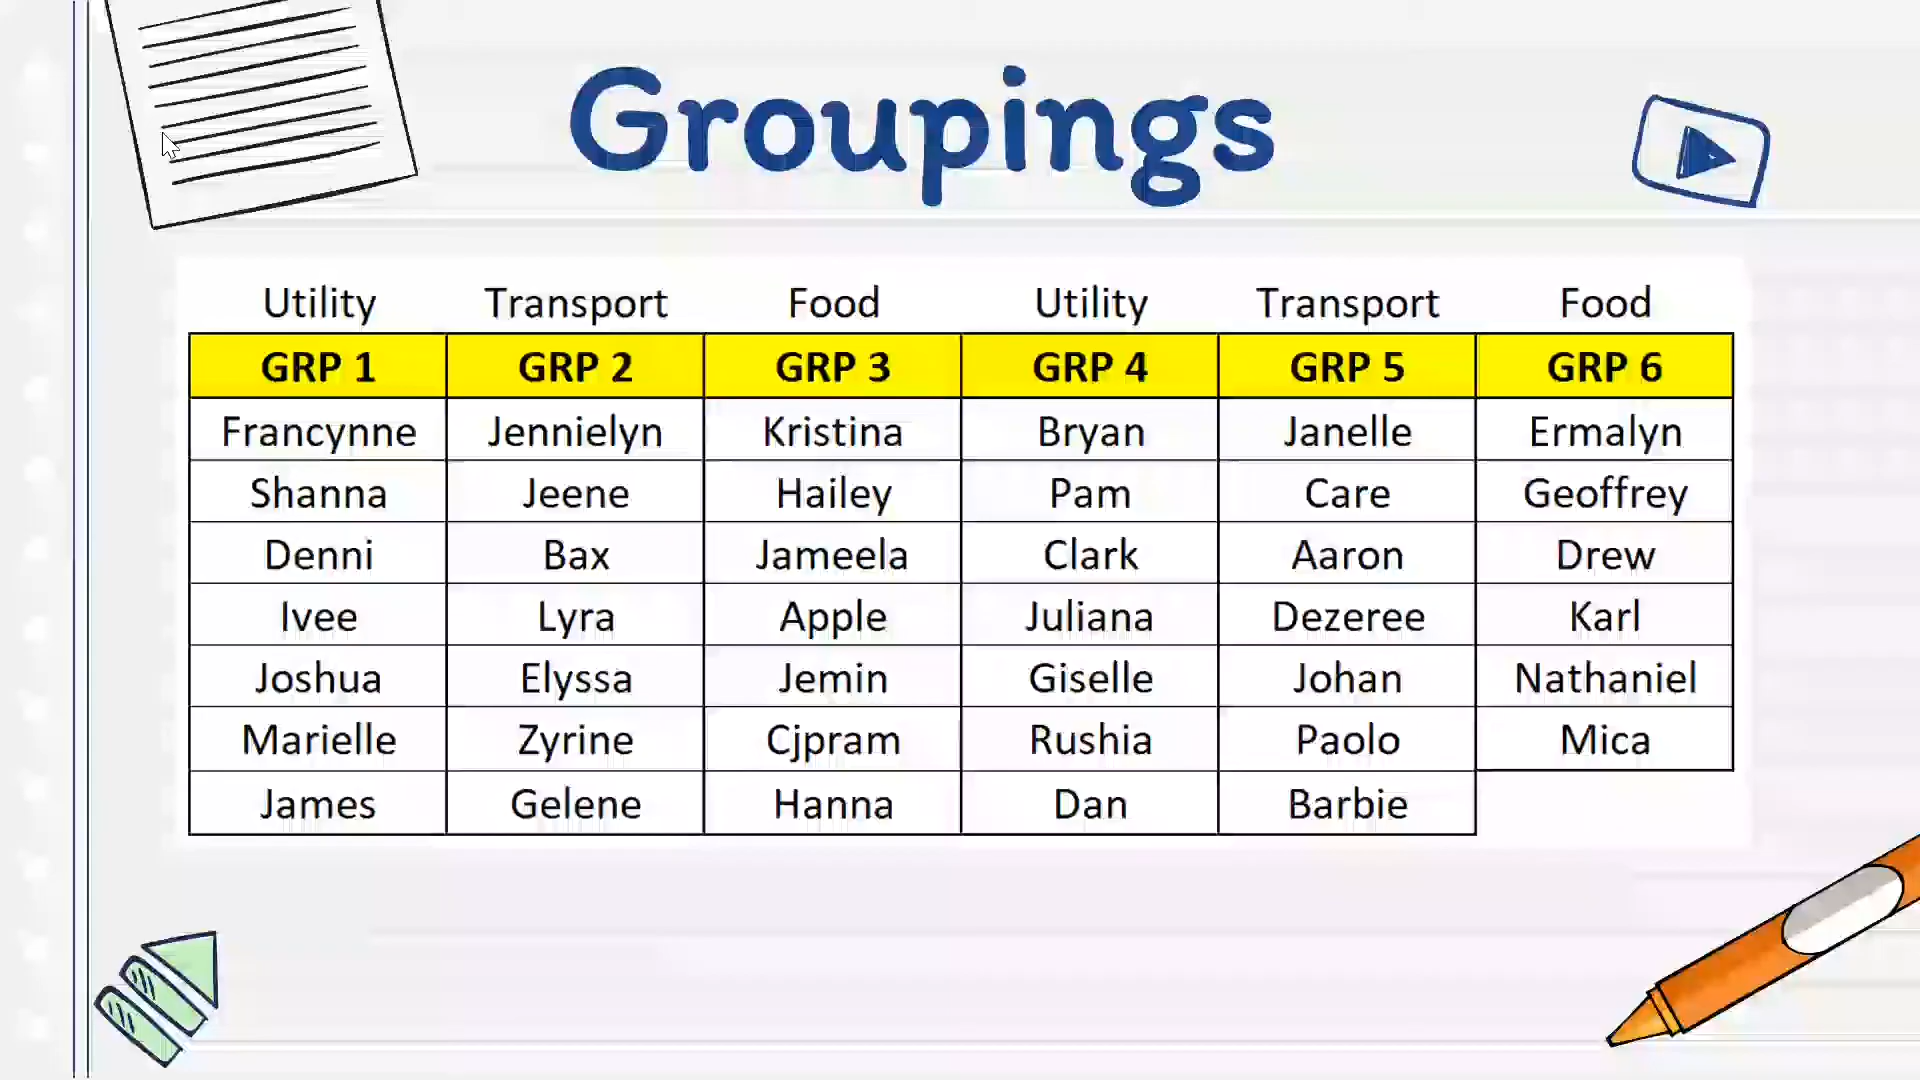 Groupings
Utility Transport Food Utility Transport Food
GRP 1 GRP 2 GRP 3 GRP 4 GRP 5 GRP 6
Francynne Jennielyn Kristina Bryan Janelle Ermalyn
Shanna Jeene Hailey Pam Care Geoffrey
Denni Bax Jameela Clark Aaron Drew
Ivee Lyra Apple Juliana Dezeree Karl
Joshua Elyssa Jemin Giselle Johan Nathaniel
Marielle Zyrine Cjpram Rushia Paolo Mica
James Gelene Hanna Dan Barbie